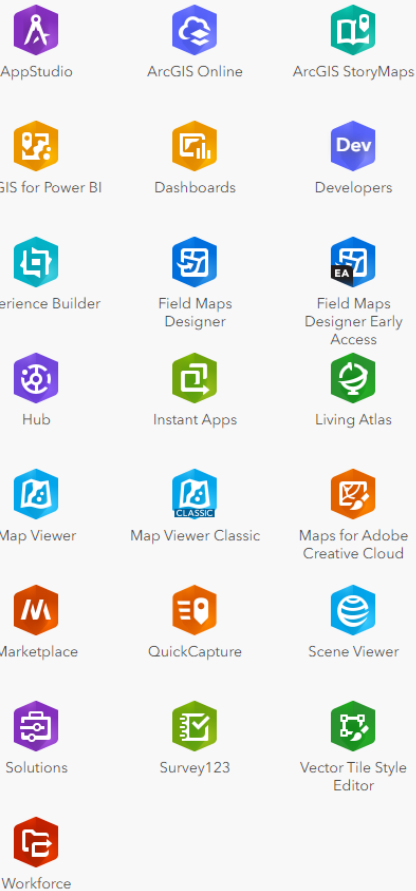 AppStudio
ArcGIS Online
ArcGIS StoryMaps
GIS for Power BI
Dashboards
Dev
Developers
erience Builder
Field Maps
Designer
EA
Field Maps
Designer Early
Access
Hub
Instant Apps
Living Atlas
Map Viewer
CLASSIC
Map Viewer Classic
Maps for Adobe
Creative Cloud
Marketplace
QuickCapture
Scene Viewer
Solutions
Survey123
Vector Tile Style
Editor
Workforce